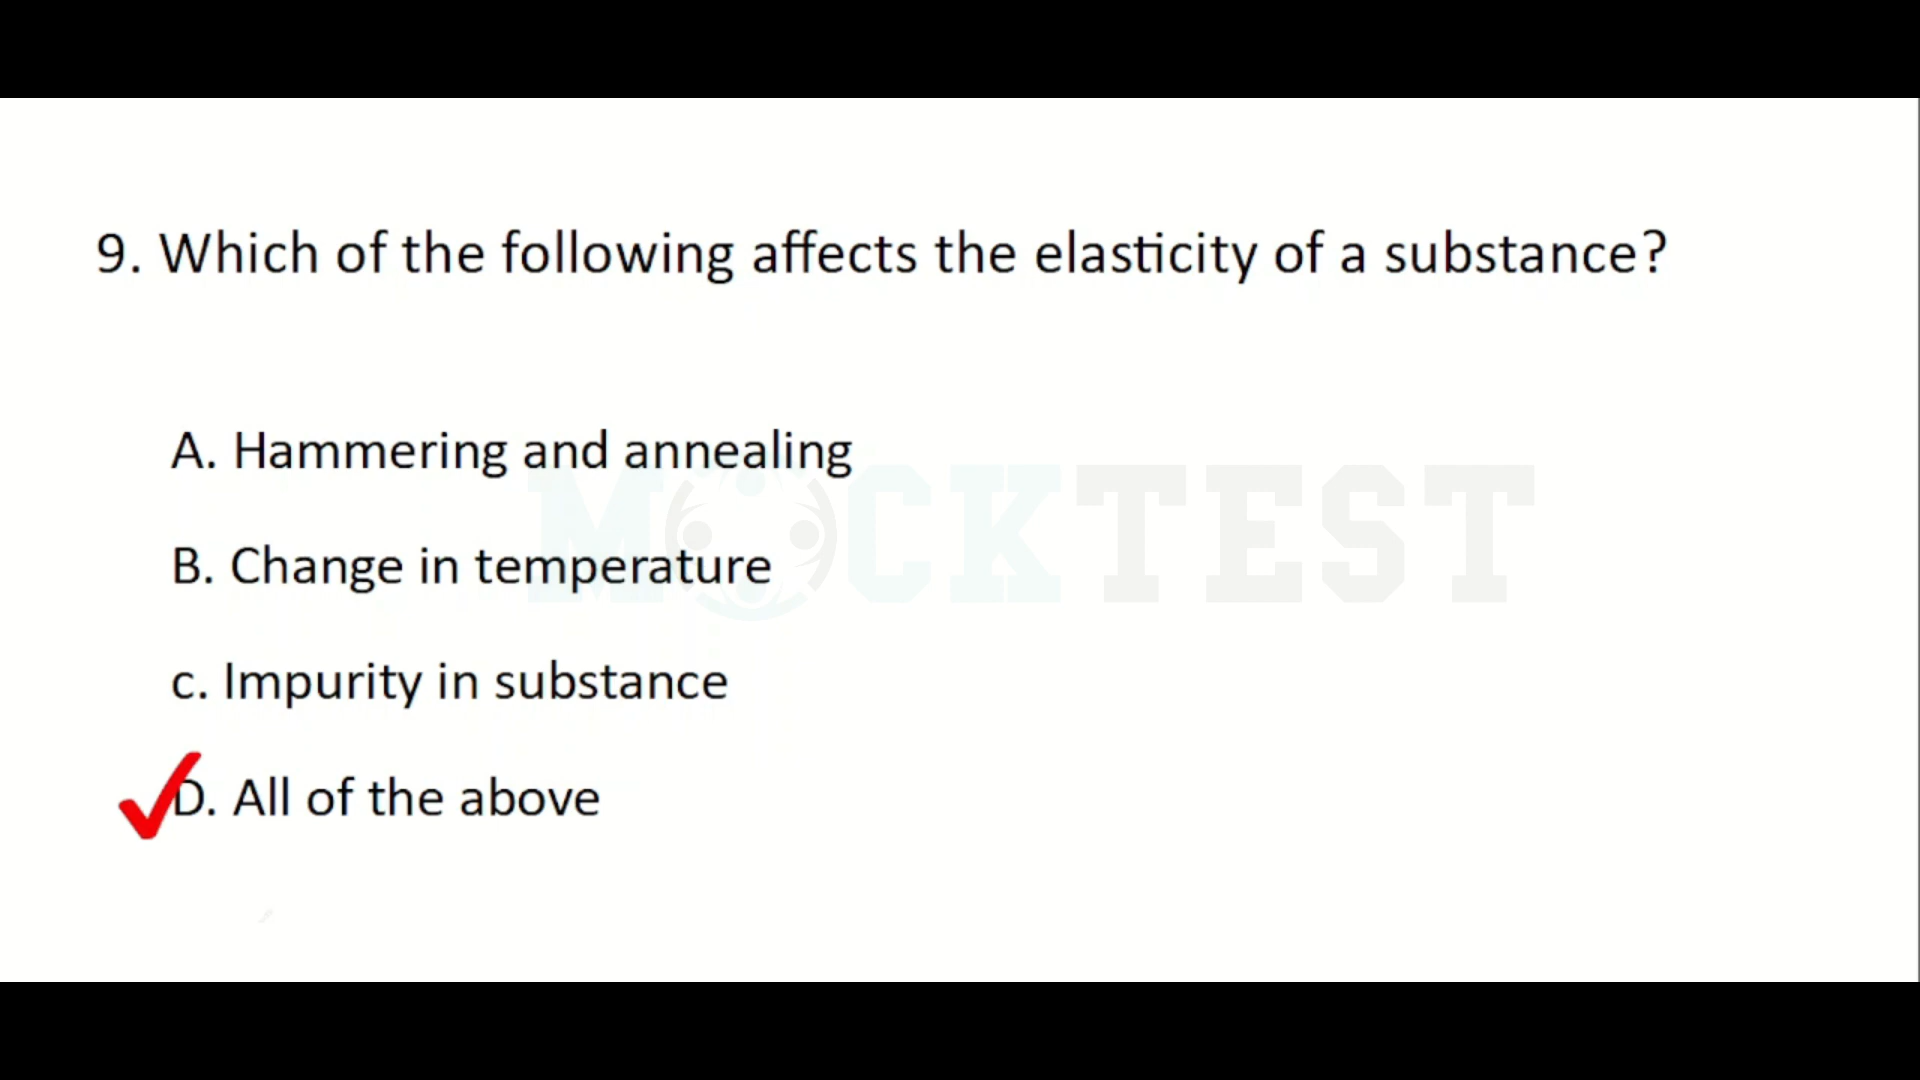 9. Which of the following affects the elasticity of a substance?
A. Hammering and annealing
MOCKTEST
B. Change in temperature
c. Impurity in substance
D. All of the above